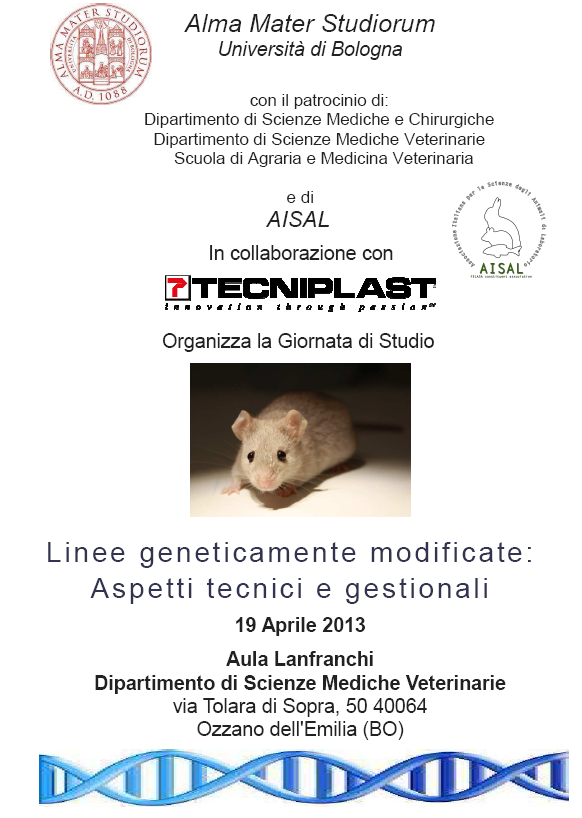 ALMA MATER STUDIORUM
A.D. 1088
Alma Mater Studiorum
Università di Bologna
con il patrocinio di:
Dipartimento di Scienze Mediche e Chirurgiche
Dipartimento di Scienze Mediche Veterinarie
Scuola di Agraria e Medicina Veterinaria
e di
AISAL
Associazione Italiana per le Scienze degli Animali da Laboratorio
AISAL
In collaborazione con
TECNIPLAST
innovation through passion
Organizza la Giornata di Studio
Linee geneticamente modificate:
Aspetti tecnici e gestionali
19 Aprile 2013
Aula Lanfranchi
Dipartimento di Scienze Mediche Veterinarie
via Tolara di Sopra, 50 40064
Ozzano dell'Emilia (BO)